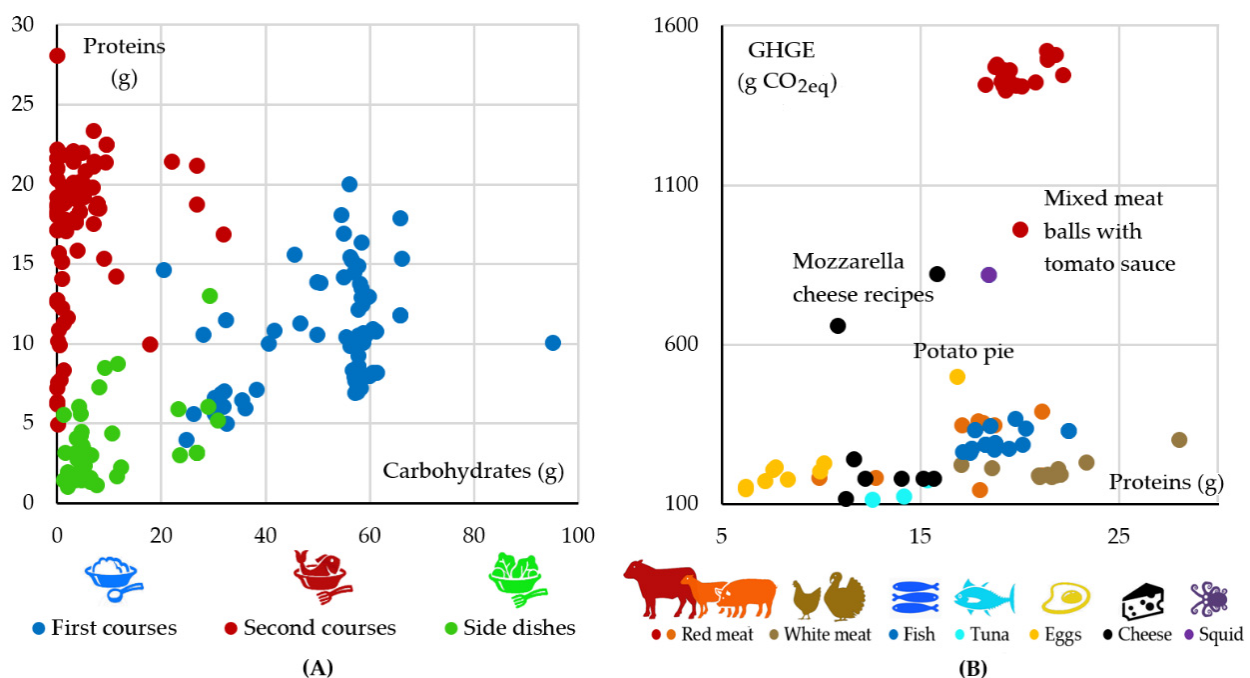 30
25
20
15
10
5
0
Proteins
(g)
Carbohydrates (g)
0
20
40
60
80
100
First courses
Second courses
Side dishes
(A)
1600
1100
600
100
GHGE
(g CO2eq)
Mixed meat
balls with
tomato sauce
Mozzarella
cheese recipes
Potato pie
Proteins (g)
5
15
25
Red meat
White meat
Fish
Tuna
Eggs
Cheese
Squid
(B)